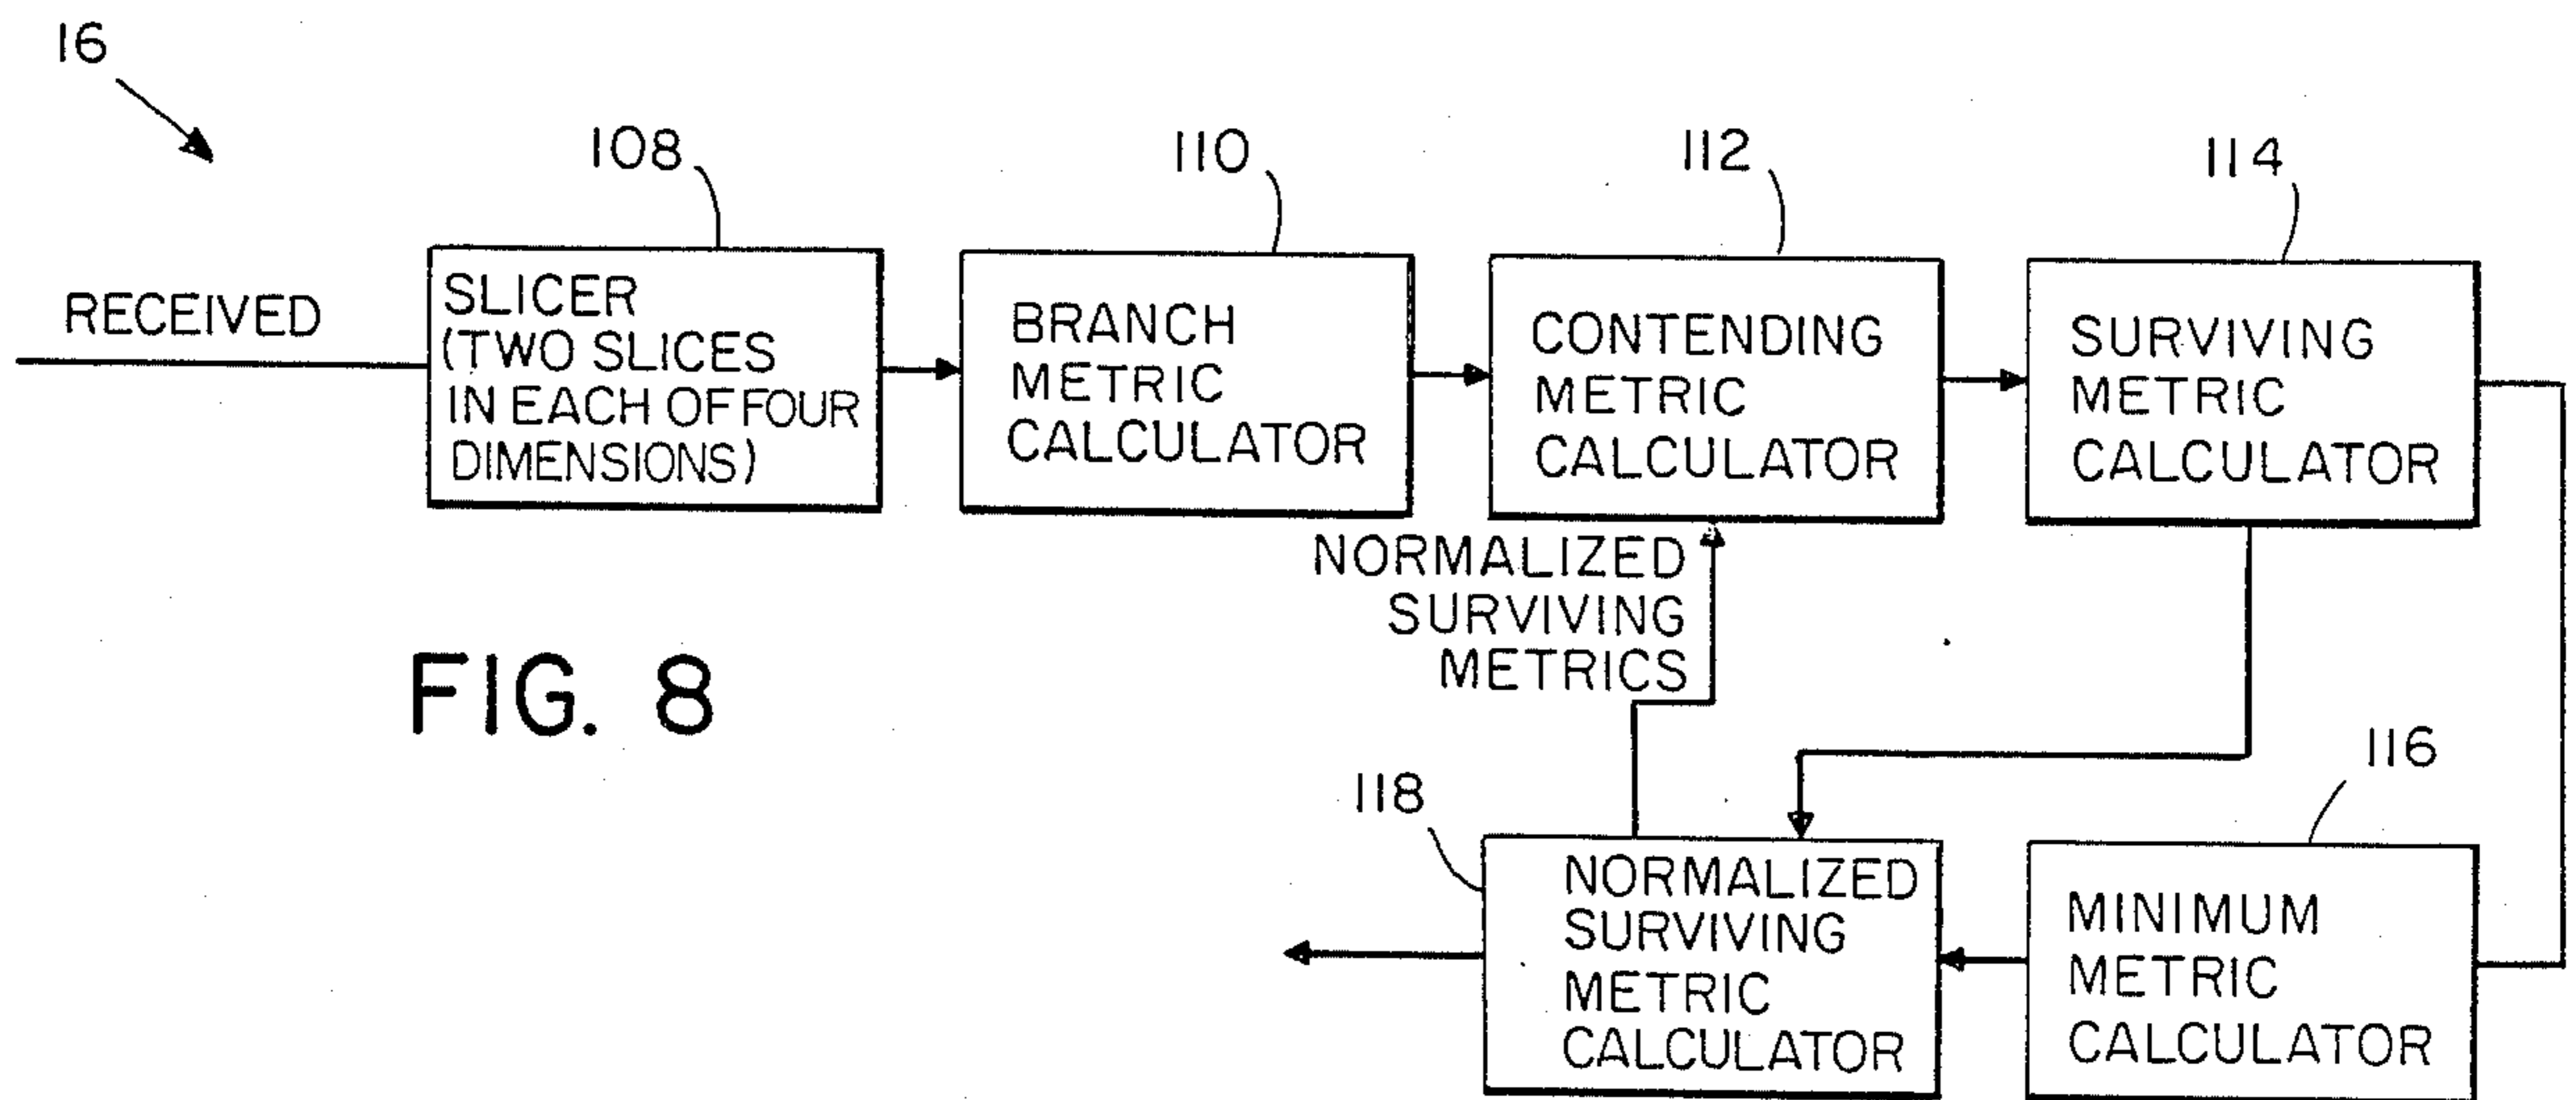 16
108
110
112
114
RECEIVED
SLICER
(TWO SLICES
IN EACH OF FOUR
DIMENSIONS)
BRANCH
METRIC
CALCULATOR
CONTENDING
METRIC
CALCULATOR
SURVIVING
METRIC
CALCULATOR
NORMALIZED
SURVIVING
METRICS
FIG. 8
118
116
NORMALIZED
SURVIVING
METRIC
CALCULATOR
MINIMUM
METRIC
CALCULATOR